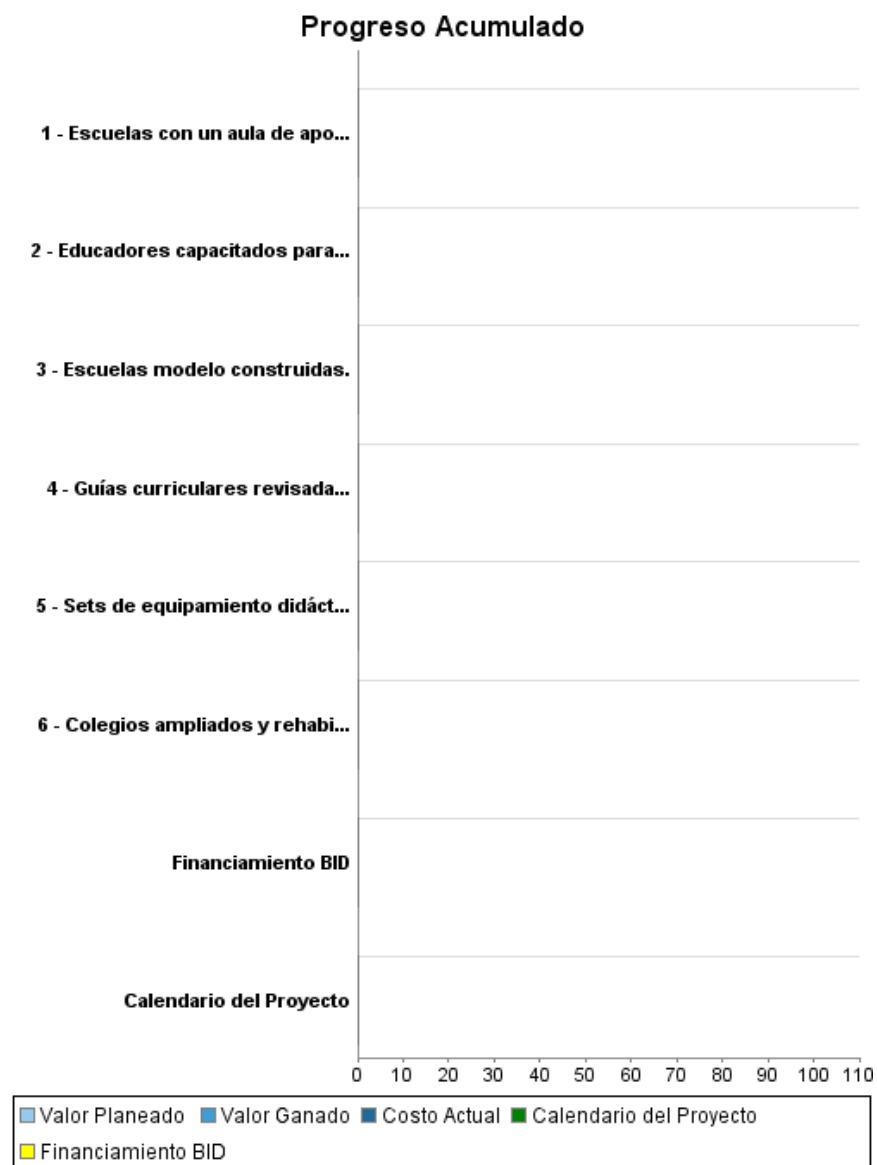 Progreso Acumulado
1 - Escuelas con un aula de apo...
2 - Educadores capacitados para...
3 - Escuelas modelo construidas.
4 - Guías curriculares revisada...
5 - Sets de equipamiento didáct...
6 - Colegios ampliados y rehabi...
Financiamiento BID
Calendario del Proyecto
0 10 20 30 40 50 60 70 80 90 100 110
Valor Planeado Valor Ganado Costo Actual Calendario del Proyecto
Financiamiento BID